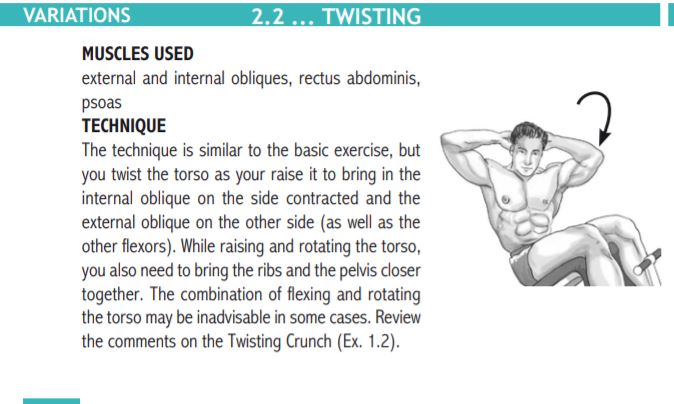 VARIATIONS
2.2 ... TWISTING
MUSCLES USED
external and internal obliques, rectus abdominis,
psoas
TECHNIQUE
The technique is similar to the basic exercise, but
you twist the torso as your raise it to bring in the
internal oblique on the side contracted and the
external oblique on the other side (as well as the
other flexors). While raising and rotating the torso,
you also need to bring the ribs and the pelvis closer
together. The combination of flexing and rotating
the torso may be inadvisable in some cases. Review
the comments on the Twisting Crunch (Ex. 1.2).